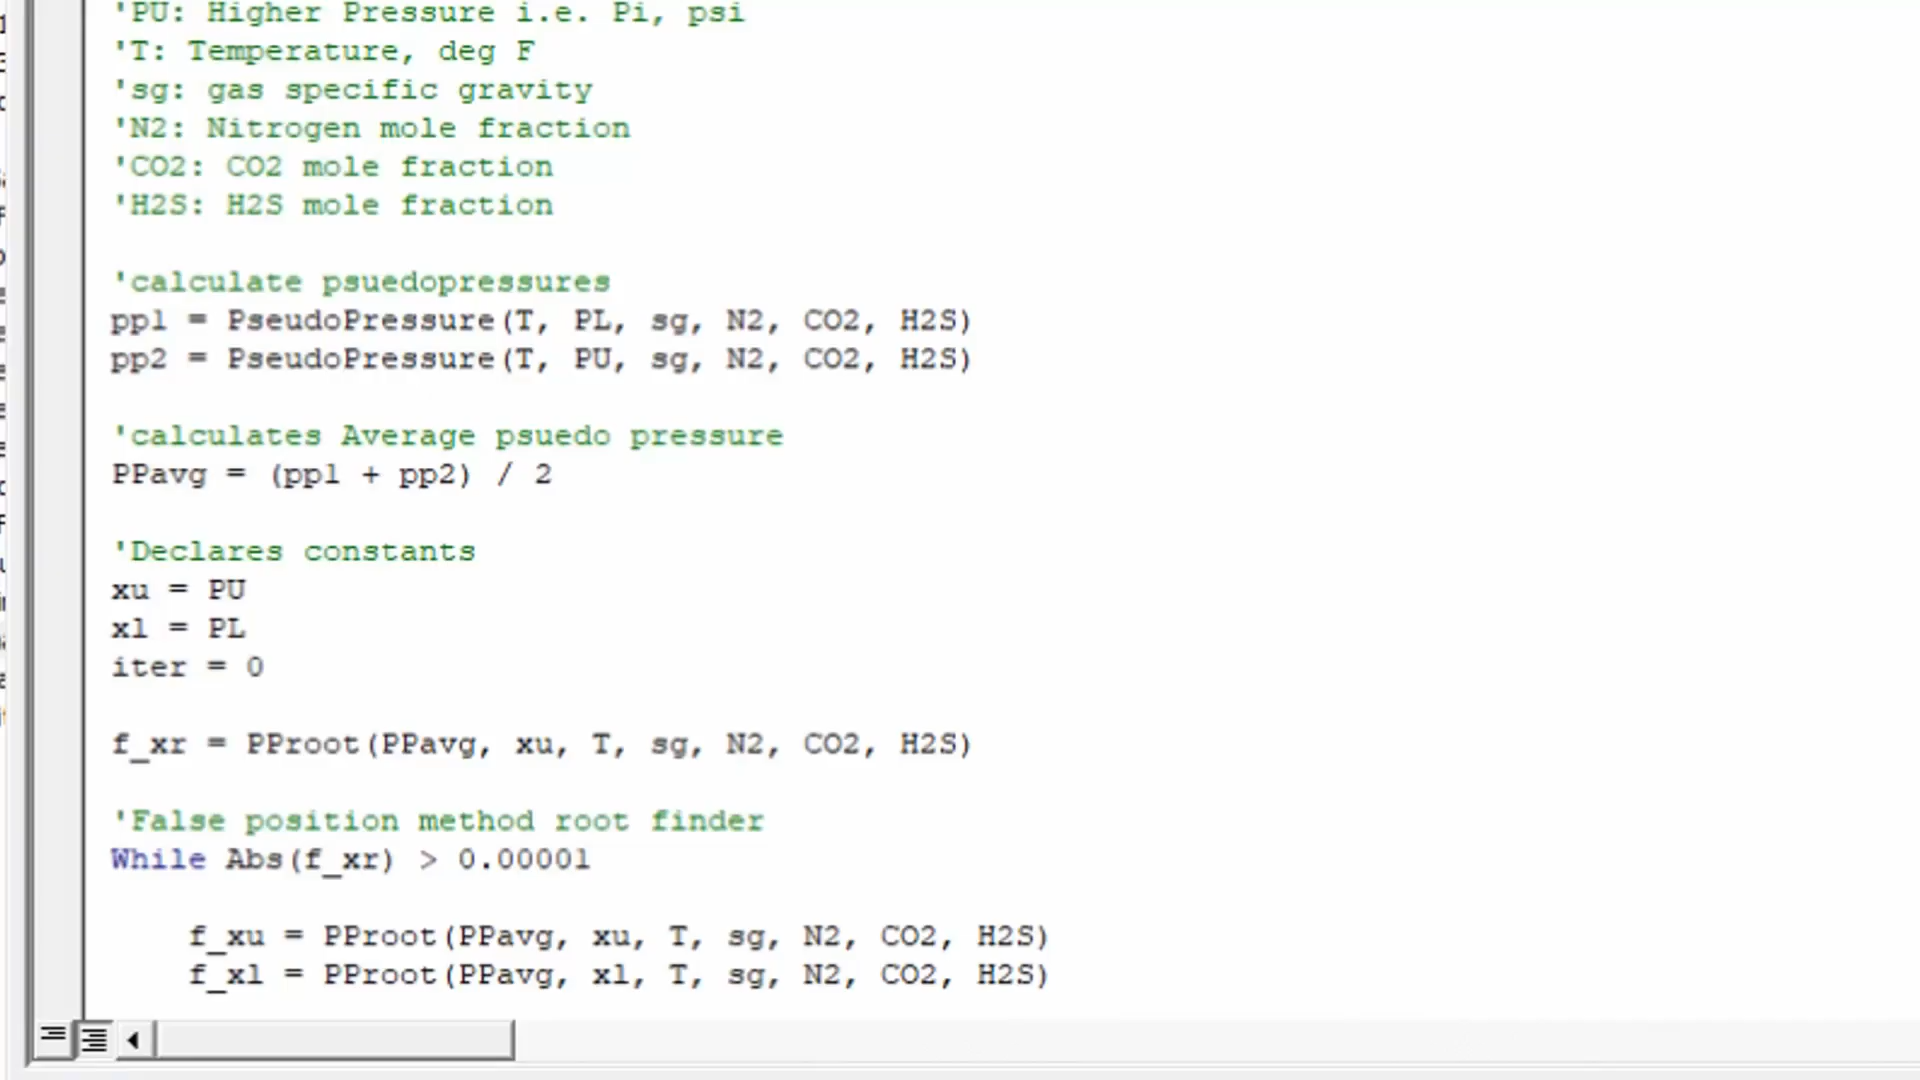 'PU: Higher Pressure i.e. Pi, psi
'T: Temperature, deg F
'sg: gas specific gravity
'N2: Nitrogen mole fraction
'CO2: CO2 mole fraction
'H2S: H2S mole fraction
'calculate psuedopressures
pp1 = PseudoPressure(T, PL, sg, N2, CO2, H2S)
pp2 = PseudoPressure(T, PU, sg, N2, CO2, H2S)
'calculates Average psuedo pressure
PPavg = (pp1 + pp2) / 2
'Declares constants
xu = PU
xl = PL
iter = 0
f_xr = PProot(PPavg, xu, T, sg, N2, CO2, H2S)
'False position method root finder
While Abs(f_xr) > 0.00001
f_xu = PProot(PPavg, xu, T, sg, N2, CO2, H2S)
f_xl = PProot(PPavg, xl, T, sg, N2, CO2, H2S)